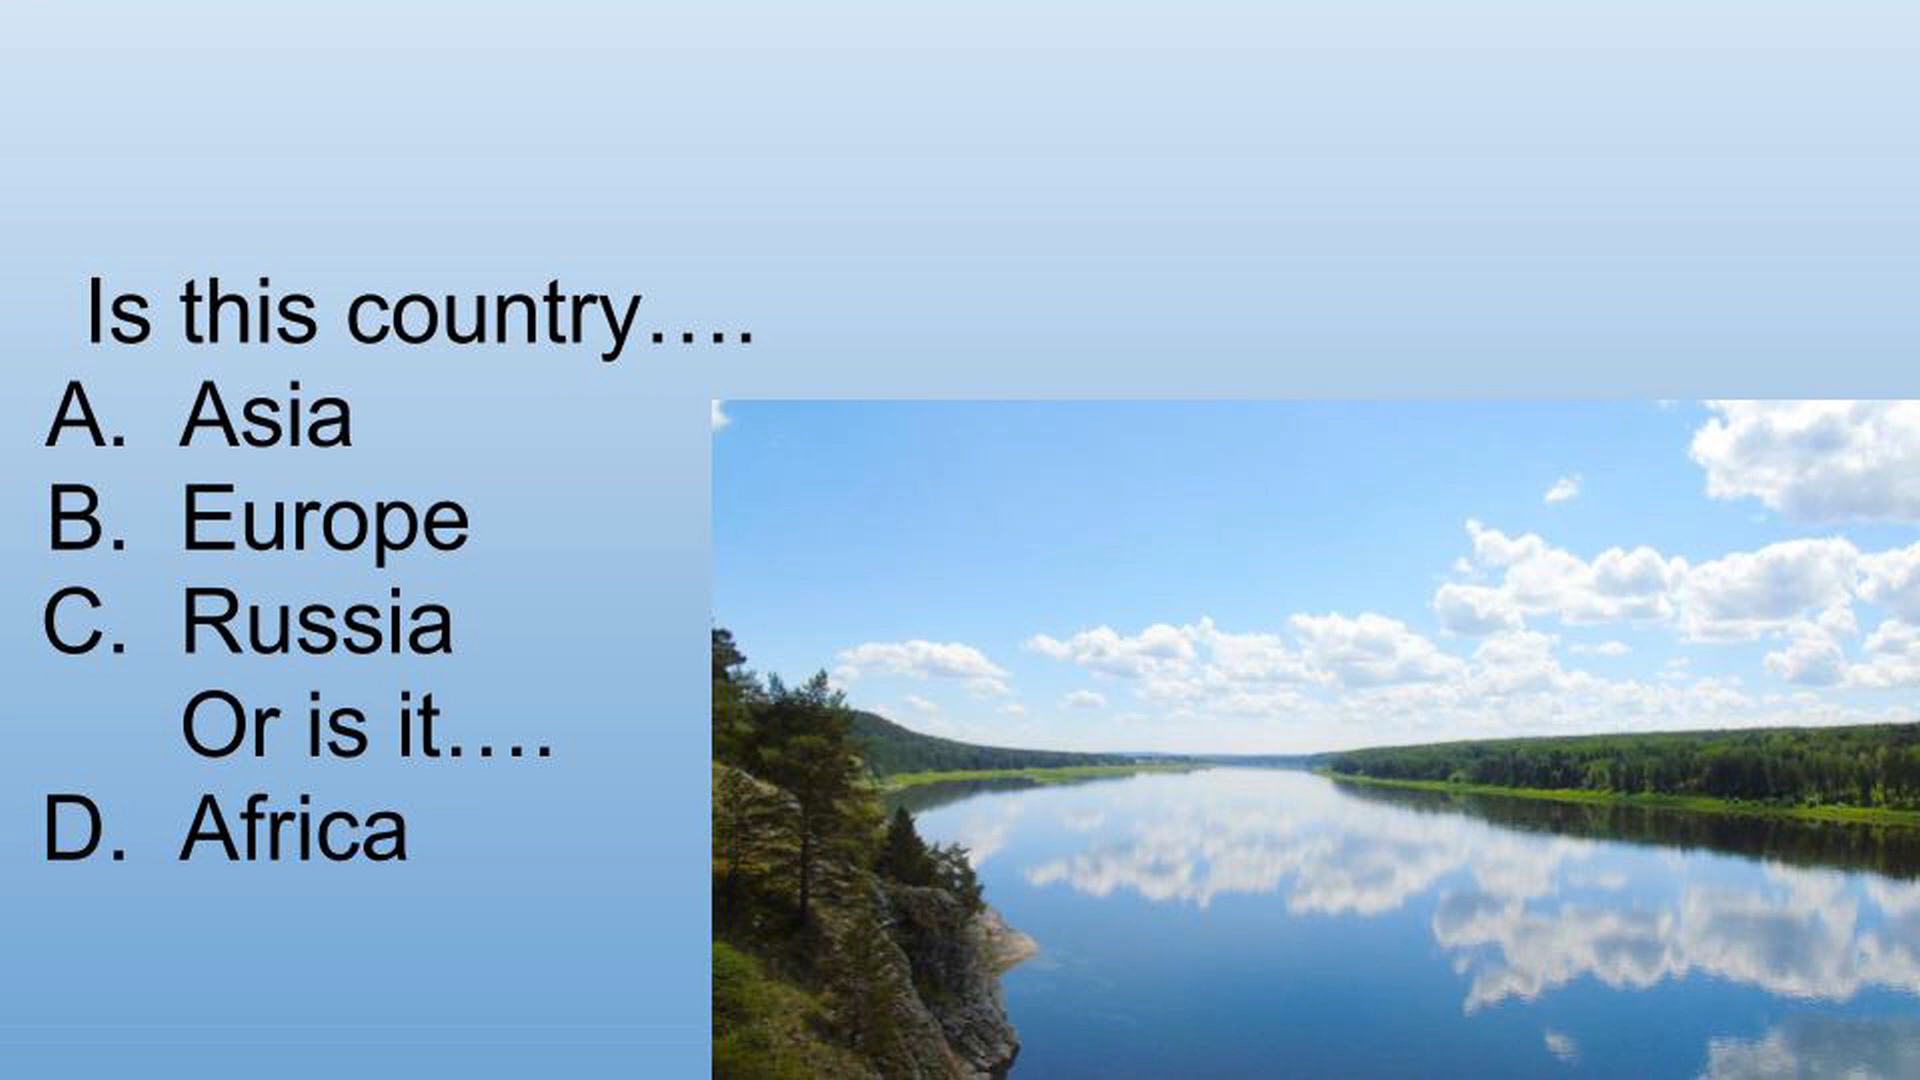 Is this country….
A. Asia
B. Europe
C. Russia
Or is it….
D. Africa